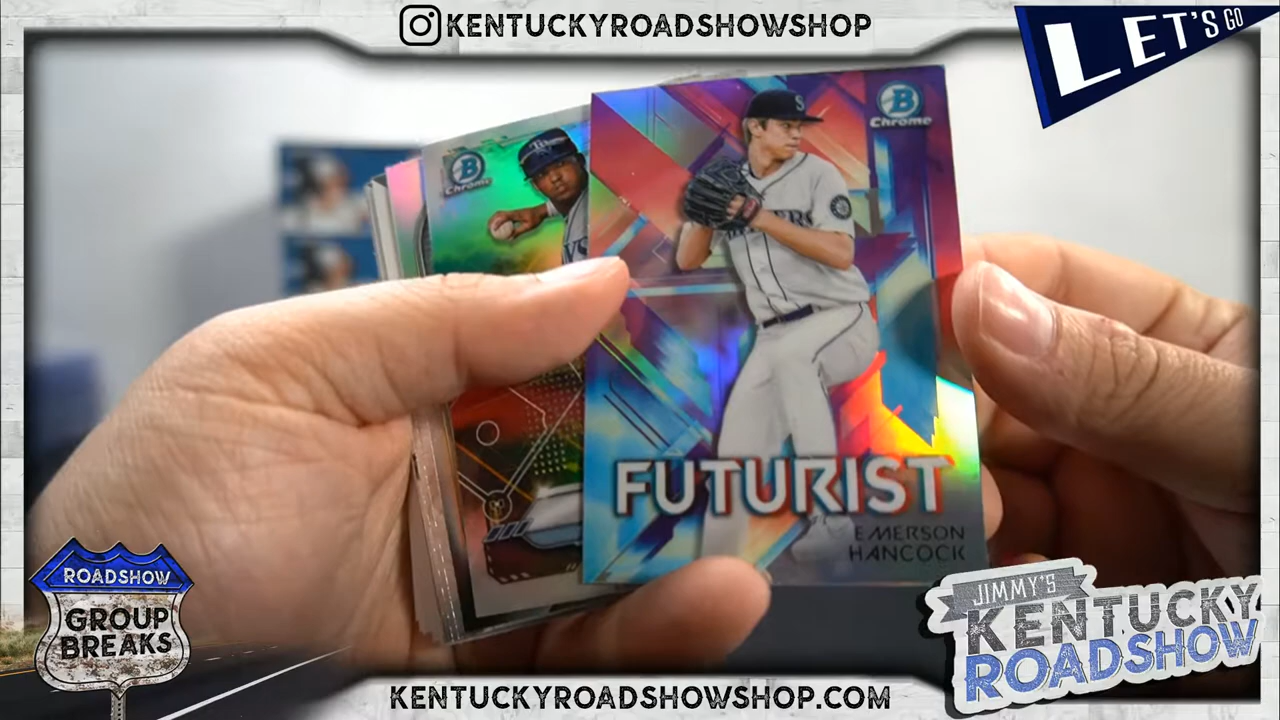 KENTUCKYROADSHOWSHOP
LET'S GO
B
Chrome
S
B
Chrome
FUTURIST
EMERSON
HANCOCK
ROADSHOW
GROUP
BREAKS
JIMMY'S
KENTUCKY
ROADSHOW
KENTUCKYROADSHOWSHOP.COM